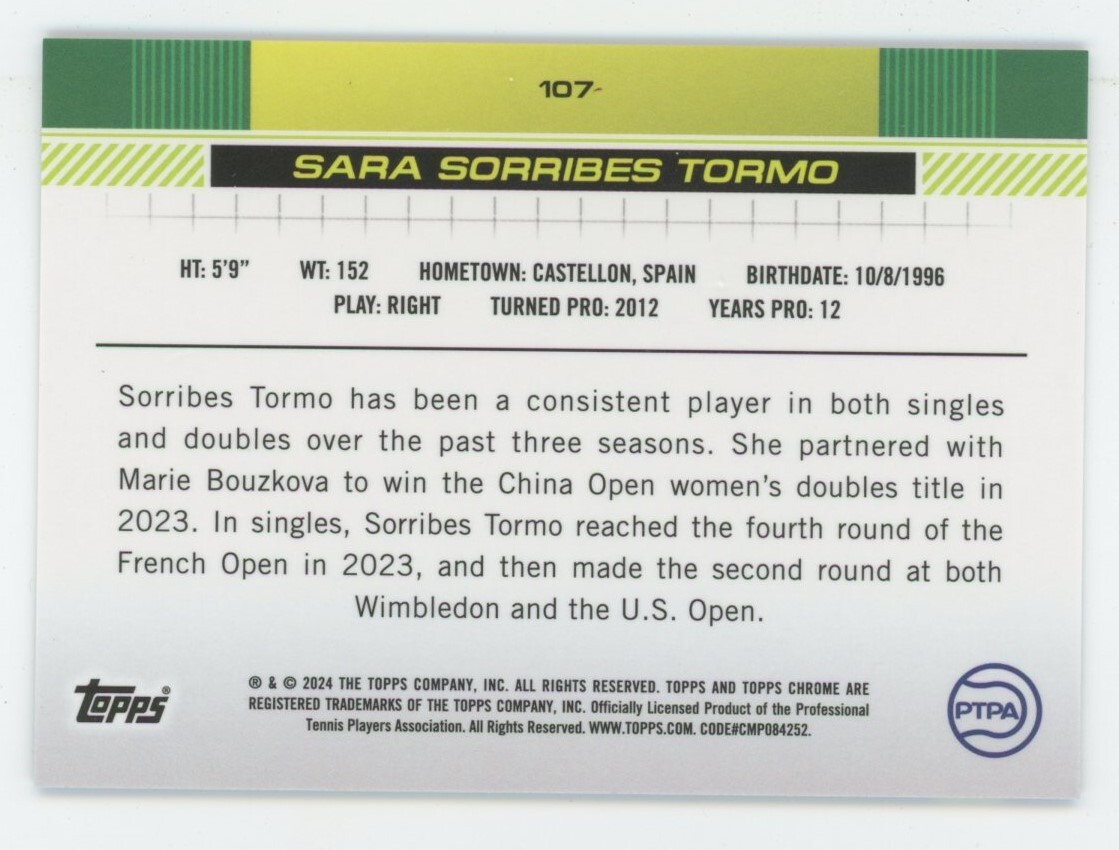 107
SARA SORRIBES TORMO
HT: 5'9" WT: 152 HOMETOWN: CASTELLON, SPAIN BIRTHDATE: 10/8/1996
PLAY: RIGHT TURNED PRO: 2012 YEARS PRO: 12
Sorribes Tormo has been a consistent player in both singles
and doubles over the past three seasons. She partnered with
Marie Bouzkova to win the China Open women's doubles title in
2023. In singles, Sorribes Tormo reached the fourth round of the
French Open in 2023, and then made the second round at both
Wimbledon and the U.S. Open.
topps®
® & © 2024 THE TOPPS COMPANY, INC. ALL RIGHTS RESERVED. TOPPS AND TOPPS CHROME ARE
REGISTERED TRADEMARKS OF THE TOPPS COMPANY, INC. Officially Licensed Product of the Professional
Tennis Players Association. All Rights Reserved. WWW.TOPPS.COM. CODE#CMP084252.
PTPA